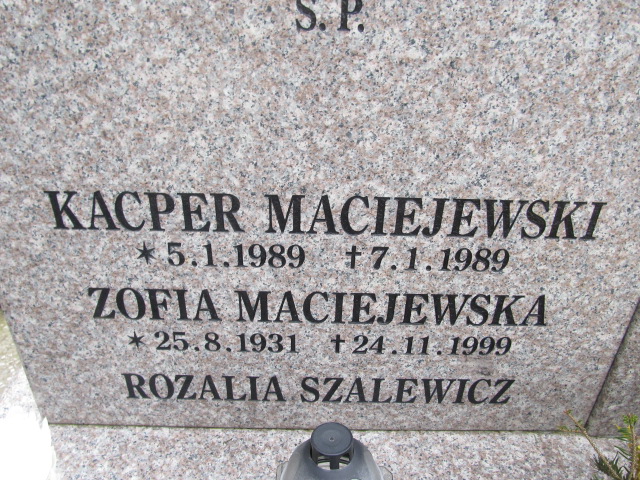 S. P.
KACPER MACIEJEWSKI
* 5.1.1989 † 7.1.1989
ZOFIA MACIEJEWSKA
* 25.8.1931 † 24.11.1999
ROZALIA SZALEWICZ